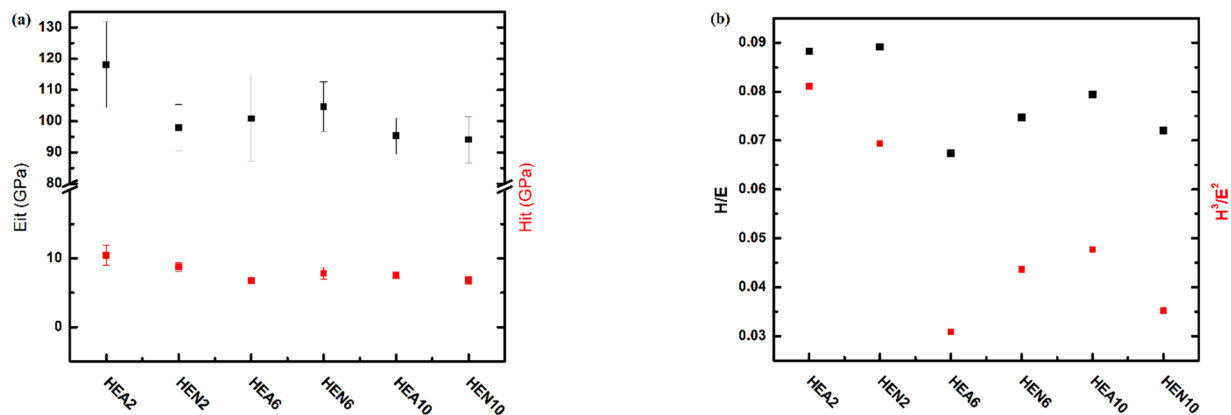 (a)
130
120
110
100
90
80
10
0
Eit (GPa)
Hit (GPa)
HEA2
HEN2
HEA6
HEN6
HEA10
HEN10
(b)
0.09
0.08
0.07
0.06
0.05
0.04
0.03
H/E
H³/E²
HEA2
HEN2
HEA6
HEN6
HEA10
HEN10